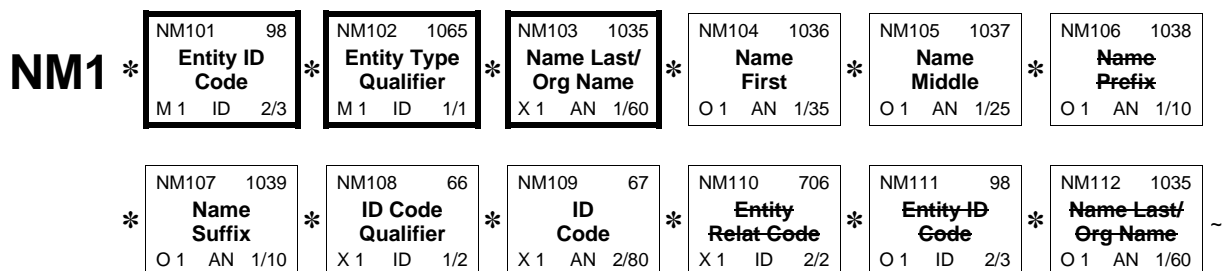 NM101 98 NM102 1065 NM103 1035 NM104 1036 NM105 1037 NM106 1038
NM1 * Entity ID Code * Entity Type Qualifier * Name Last/ Org Name * Name First * Name Middle * Name Prefix
M 1 ID 2/3 M 1 ID 1/1 X 1 AN 1/60 O 1 AN 1/35 O 1 AN 1/25 O 1 AN 1/10
NM107 1039 NM108 66 NM109 67 NM110 706 NM111 98 NM112 1035
* Name Suffix * ID Code Qualifier * ID Code * Entity Relat Code * Entity ID Code * Name Last/ Org Name ~
O 1 AN 1/10 X 1 ID 1/2 X 1 AN 2/80 X 1 ID 2/2 O 1 ID 2/3 O 1 AN 1/60